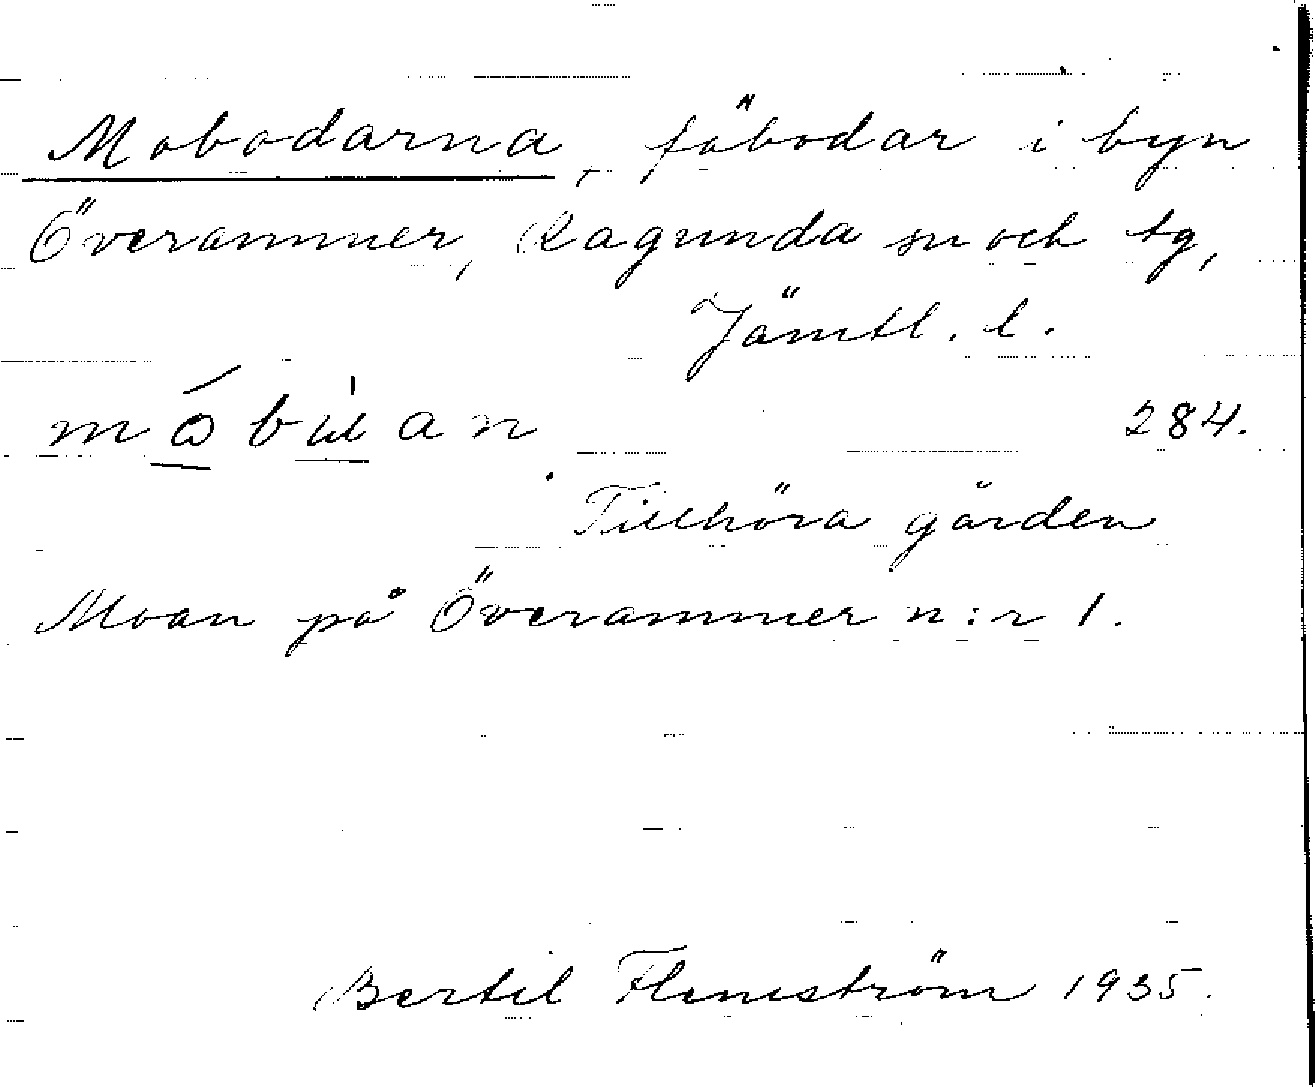 Mobodarna, fäbodar i byn
Överammer, Ragunda sn och tg,
Jämtl. l.
284.
Tillhöra gården
Moan på Överammer n:r 1.
Bertil Flemström 1935.